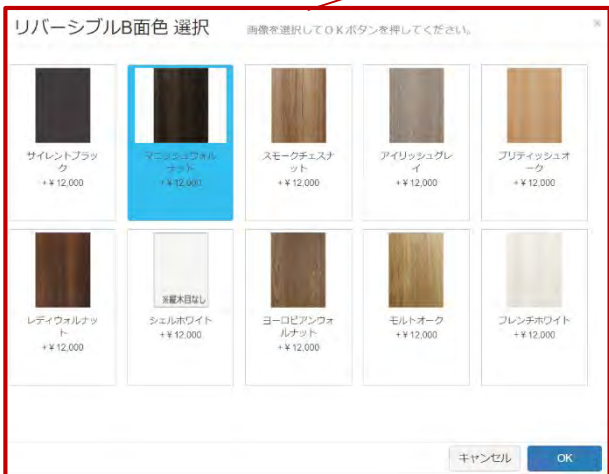 リバーシブルB面色 選択
画像を選択してＯＫボタンを押してください。
×
サイレントブラッ
ク
+¥12,000
マニッシュウォル
ナット
+¥12,000
スモークチェスナ
ット
+¥12,000
アイリッシュグレ
イ
+¥12,000
ブリティッシュオ
ーク
+¥12,000
レディウォルナッ
ト
+¥12,000
※縦木目なし
シェルホワイト
+¥12,000
ヨーロピアンウォ
ルナット
+¥12,000
モルトオーク
+¥12,000
フレンチホワイト
+¥12,000
キャンセル
OK